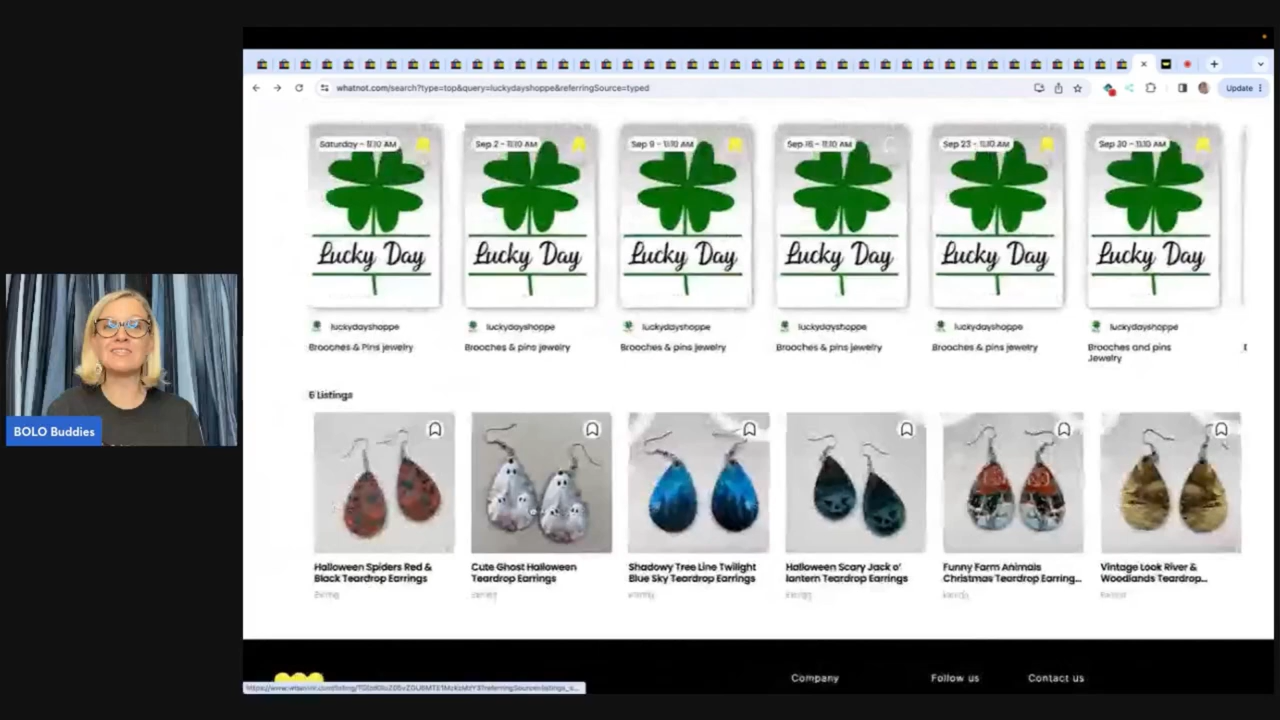 whatnot.com/search?type=top&query=luckydayshoppe&referringSource=typed
Update
Saturday - 11:10 AM
Sep 2 - 11:10 AM
Sep 9 - 11:10 AM
Sep 16 - 11:10 AM
Sep 23 - 11:10 AM
Sep 30 - 11:10 AM
Lucky Day
Lucky Day
Lucky Day
Lucky Day
Lucky Day
Lucky Day
luckydayshoppe
luckydayshoppe
luckydayshoppe
luckydayshoppe
luckydayshoppe
luckydayshoppe
Brooches & Pins jewelry
Brooches & pins jewelry
Brooches & pins jewelry
Brooches & pins jewelry
Brooches & pins jewelry
Brooches and pins
Jewelry
6 Listings
BOLO Buddies
Halloween Spiders Red &
Black Teardrop Earrings
Cute Ghost Halloween
Teardrop Earrings
Shadowy Tree Line Twilight
Blue Sky Teardrop Earrings
Halloween Scary Jack o'
lantern Teardrop Earrings
Funny Farm Animals
Christmas Teardrop Earring...
Vintage Look River &
Woodlands Teardrop...
Company
Follow us
Contact us